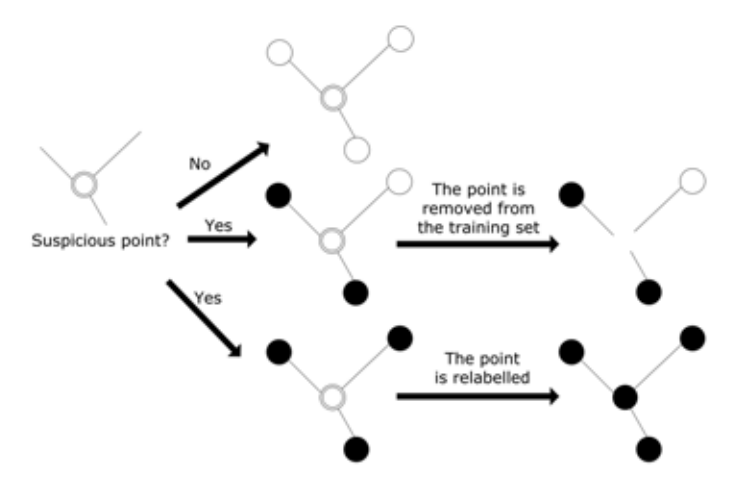 No
Suspicious point?
Yes
The point is
removed from
the training set
Yes
The point
is relabelled